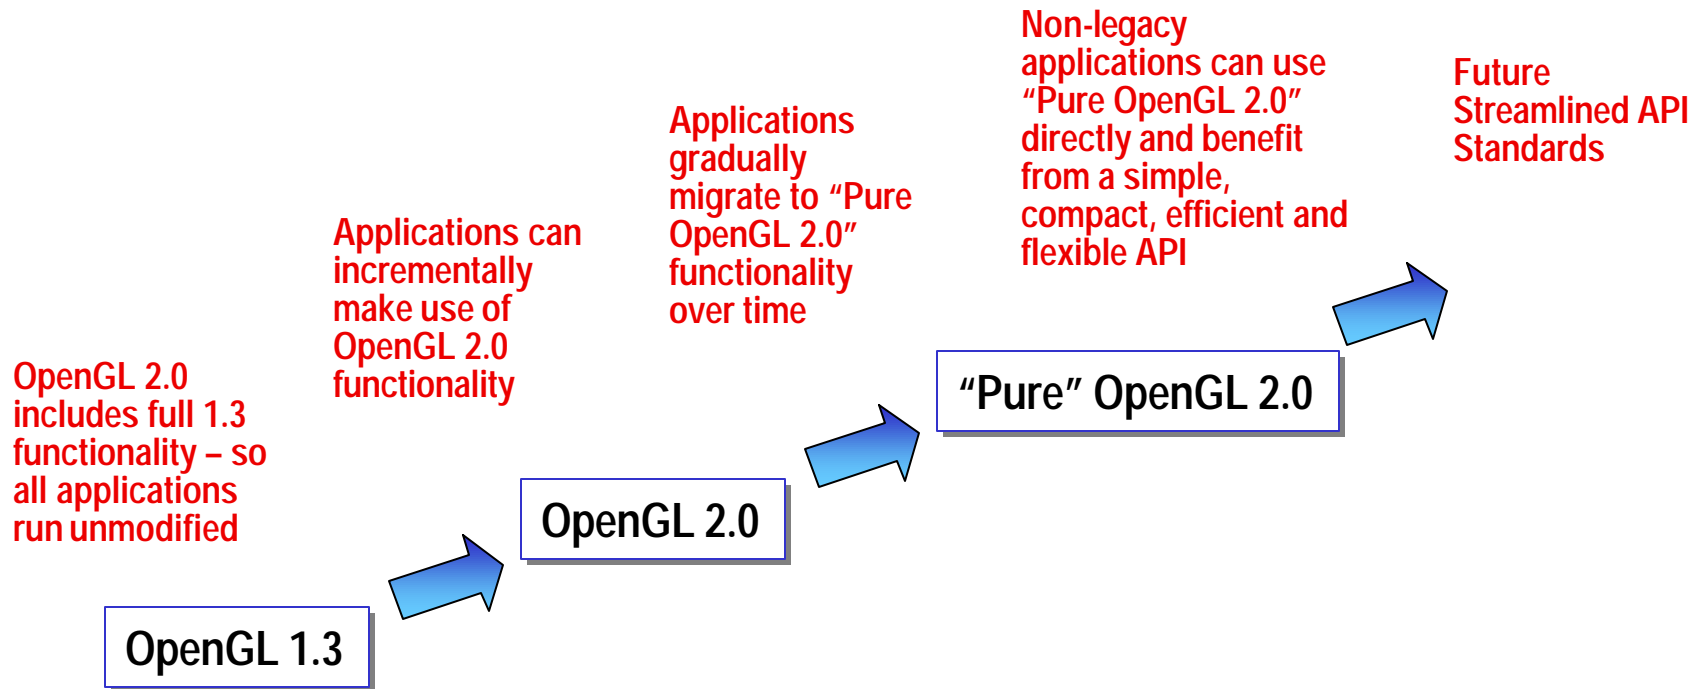 OpenGL 2.0
includes full 1.3
functionality – so
all applications
run unmodified
OpenGL 1.3
Applications can
incrementally
make use of
OpenGL 2.0
functionality
OpenGL 2.0
Applications
gradually
migrate to “Pure
OpenGL 2.0”
functionality
over time
“Pure” OpenGL 2.0
Non-legacy
applications can use
“Pure OpenGL 2.0”
directly and benefit
from a simple,
compact, efficient and
flexible API
Future
Streamlined API
Standards